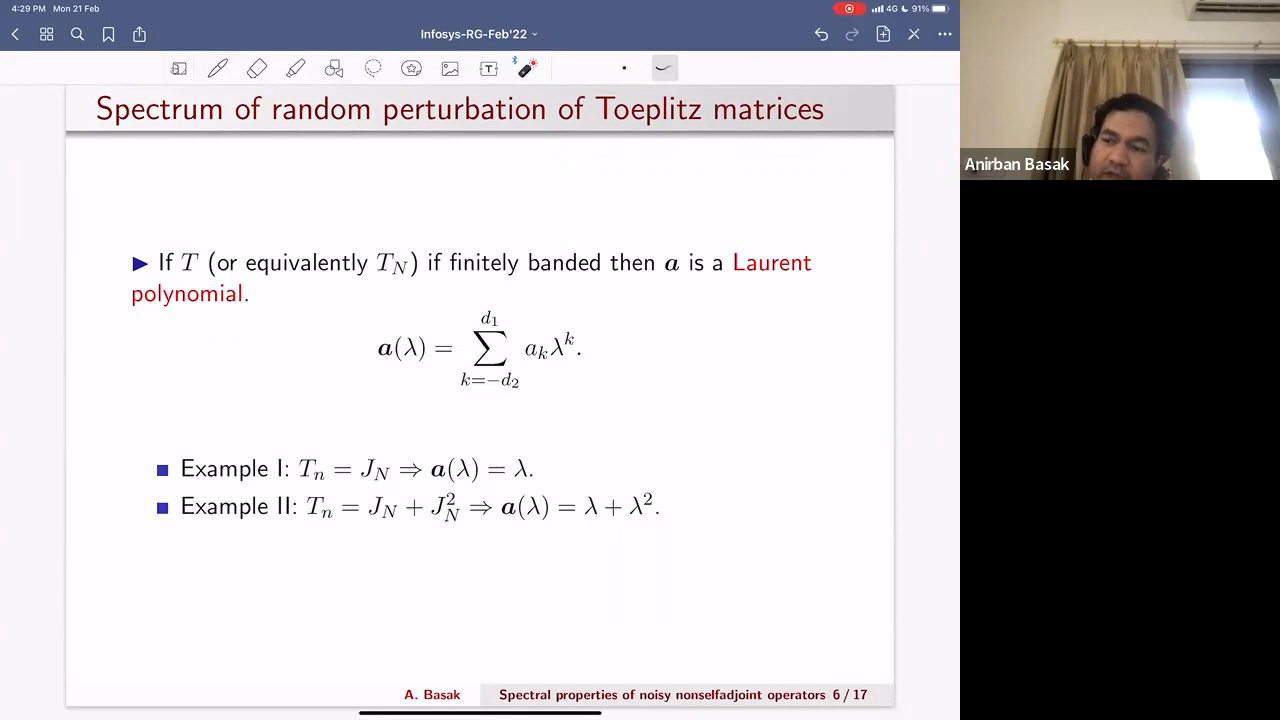 4:29 PM Mon 21 Feb
4G 91%
Infosys-RG-Feb'22
Spectrum of random perturbation of Toeplitz matrices
Anirban Basak
▶ If T (or equivalently T_N) if finitely banded then a is a Laurent
polynomial.
a(λ) = ∑_{k=−d_2}^{d_1} a_k λ^k.
Example I: T_n = J_N ⇒ a(λ) = λ.
Example II: T_n = J_N + J_N^2 ⇒ a(λ) = λ + λ^2.
A. Basak Spectral properties of noisy nonselfadjoint operators 6 / 17